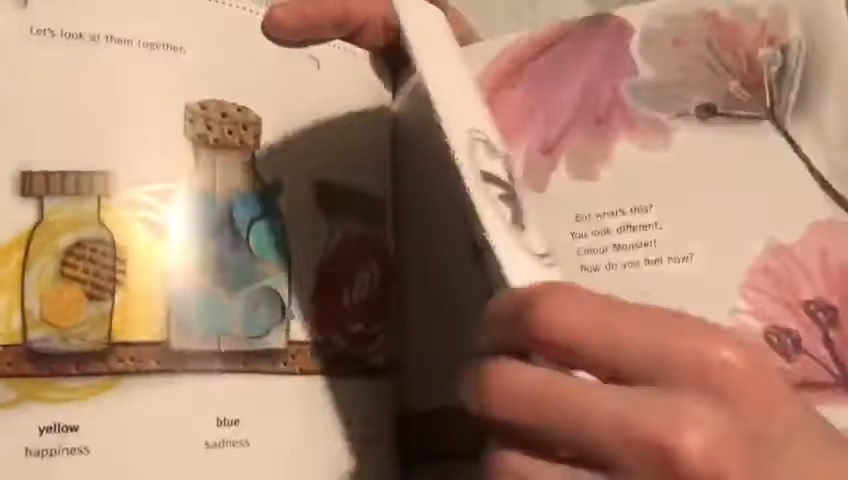 Let's look at them together.
yellow
happiness
blue
sadness
But what's this?
You look different,
Colour Monster!
How do you feel now?